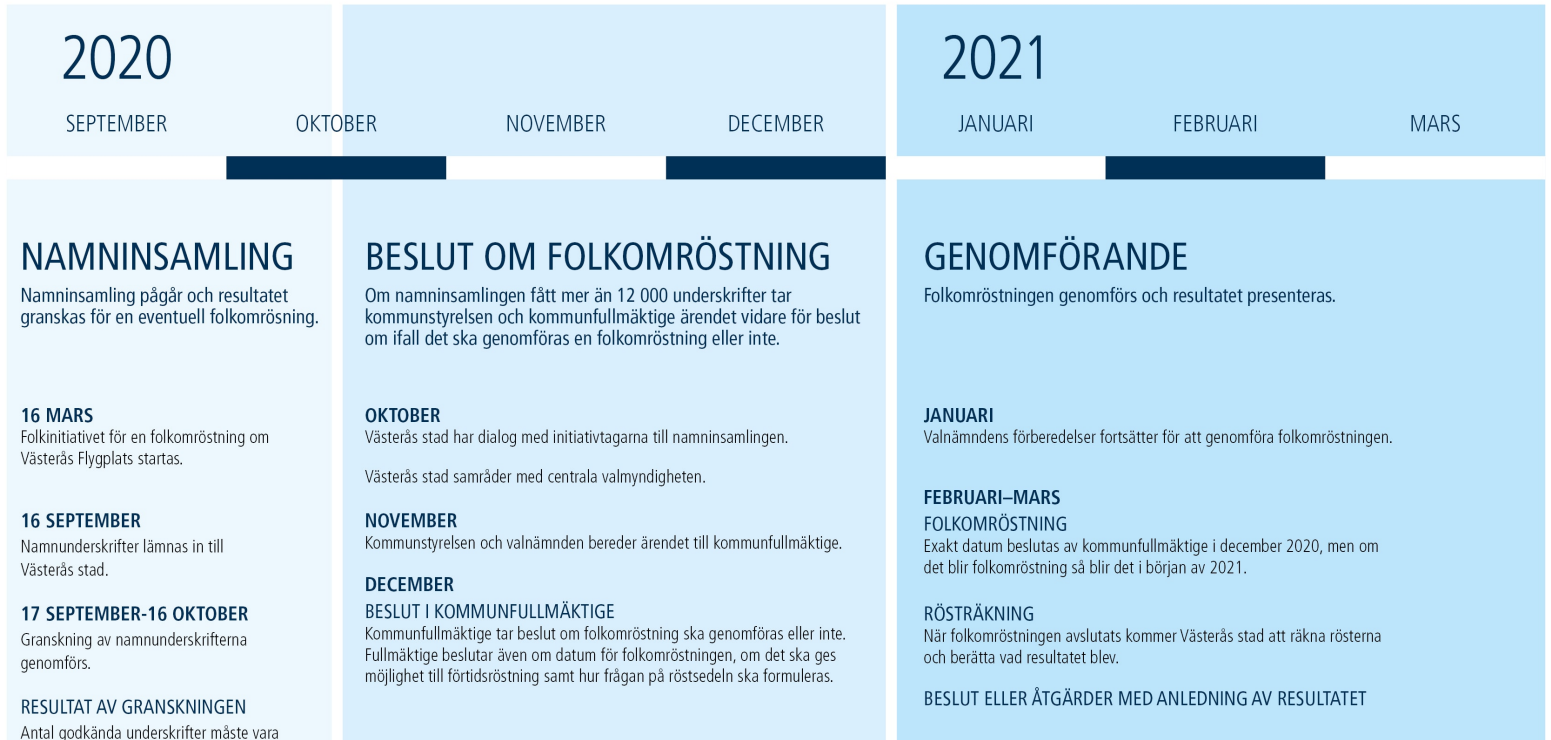 2020
SEPTEMBER
OKTOBER
NOVEMBER
DECEMBER
2021
JANUARI
FEBRUARI
MARS
NAMNINSAMLING
Namninsamling pågår och resultatet
granskas för en eventuell folkomrösning.
16 MARS
Folkinitiativet för en folkomröstning om
Västerås Flygplats startas.
16 SEPTEMBER
Namnunderskrifter lämnas in till
Västerås stad.
17 SEPTEMBER-16 OKTOBER
Granskning av namnunderskrifterna
genomförs.
RESULTAT AV GRANSKNINGEN
Antal godkända underskrifter måste vara
BESLUT OM FOLKOMRÖSTNING
Om namninsamlingen fått mer än 12 000 underskrifter tar
kommunstyrelsen och kommunfullmäktige ärendet vidare för beslut
om ifall det ska genomföras en folkomröstning eller inte.
OKTOBER
Västerås stad har dialog med initiativtagarna till namninsamlingen.
Västerås stad samråder med centrala valmyndigheten.
NOVEMBER
Kommunstyrelsen och valnämnden bereder ärendet till kommunfullmäktige.
DECEMBER
BESLUT I KOMMUNFULLMÄKTIGE
Kommunfullmäktige tar beslut om folkomröstning ska genomföras eller inte.
Fullmäktige beslutar även om datum för folkomröstningen, om det ska ges
möjlighet till förtidsröstning samt hur frågan på röstsedeln ska formuleras.
GENOMFÖRANDE
Folkomröstningen genomförs och resultatet presenteras.
JANUARI
Valnämndens förberedelser fortsätter för att genomföra folkomröstningen.
FEBRUARI–MARS
FOLKOMRÖSTNING
Exakt datum beslutas av kommunfullmäktige i december 2020, men om
det blir folkomröstning så blir det i början av 2021.
RÖSTRÄKNING
När folkomröstningen avslutats kommer Västerås stad att räkna rösterna
och berätta vad resultatet blev.
BESLUT ELLER ÅTGÄRDER MED ANLEDNING AV RESULTATET